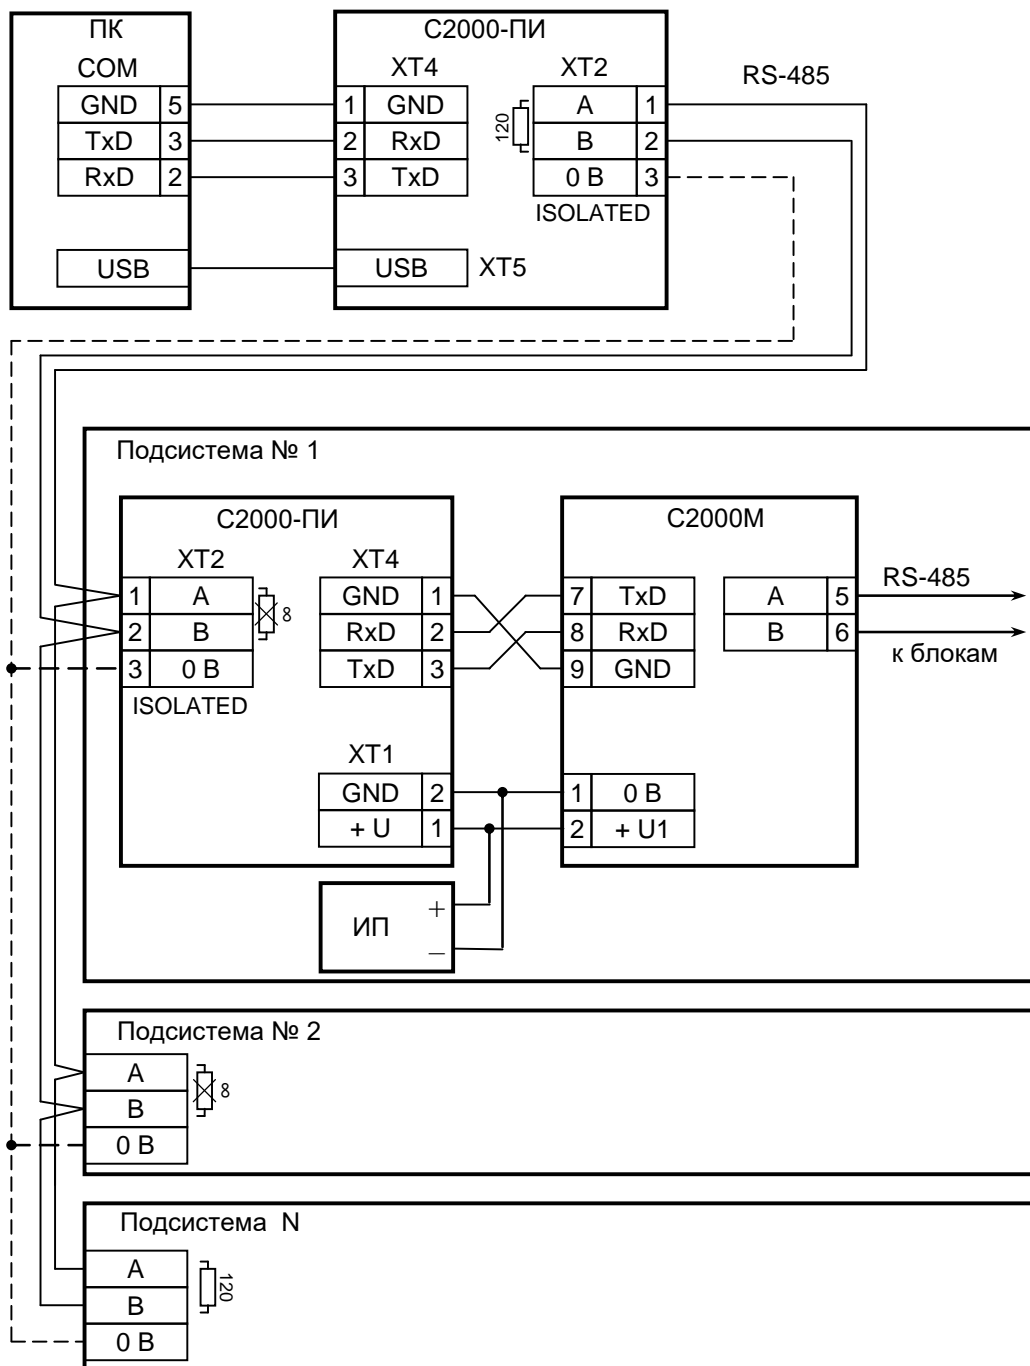 ПК
COM
GND 5
TxD 3
RxD 2
USB
С2000-ПИ
XT4
1 GND
2 RxD
3 TxD
USB XT5
120
XT2
A 1
B 2
0 В 3
ISOLATED
RS-485
Подсистема № 1
С2000-ПИ
XT2
1 A
2 B
3 0 В
ISOLATED
∞
XT4
GND 1
RxD 2
TxD 3
XT1
GND 2
+ U 1
ИП
+
–
С2000М
7 TxD
8 RxD
9 GND
1 0 В
2 + U1
A 5
B 6
RS-485
к блокам
Подсистема № 2
A
B
0 В
∞
Подсистема N
A
B
0 В
120